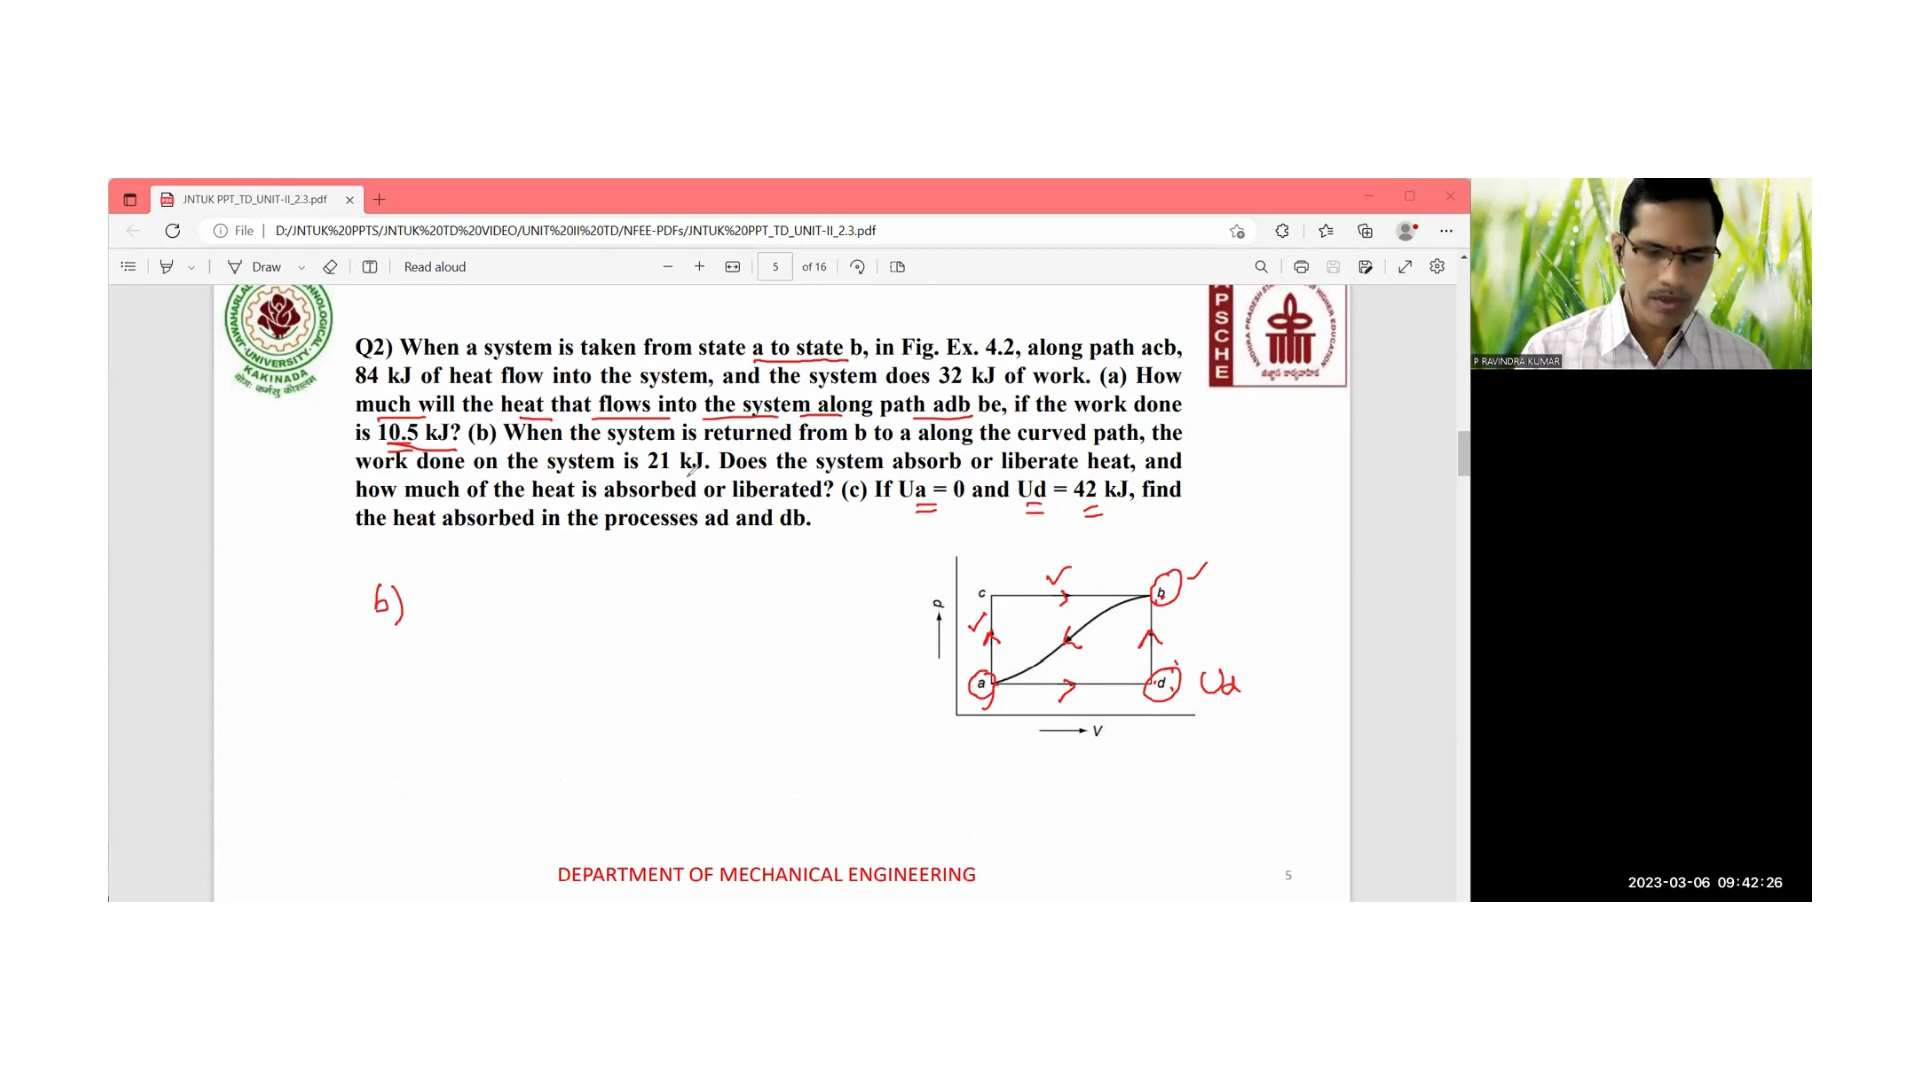 JNTUK PPT_TD_UNIT-II_2.3.pdf
File
D:/JNTUK%20PPTS/JNTUK%20TD%20VIDEO/UNIT%20II%20TD/NFEE-PDFs/JNTUK%20PPT_TD_UNIT-II_2.3.pdf
Draw Read aloud 5 of 16
UNIVERSITY
KAKINADA
APSCHE
Q2) When a system is taken from state a to state b, in Fig. Ex. 4.2, along path acb,
84 kJ of heat flow into the system, and the system does 32 kJ of work. (a) How
much will the heat that flows into the system along path adb be, if the work done
is 10.5 kJ? (b) When the system is returned from b to a along the curved path, the
work done on the system is 21 kJ. Does the system absorb or liberate heat, and
how much of the heat is absorbed or liberated? (c) If Ua = 0 and Ud = 42 kJ, find
the heat absorbed in the processes ad and db.
b)
c b
p
a d Ud
V
DEPARTMENT OF MECHANICAL ENGINEERING 5
P RAVINDRA KUMAR
2023-03-06 09:42:26